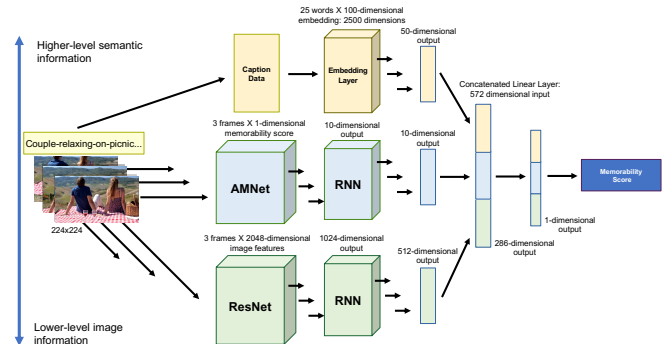 25 words X 100-dimensional
embedding: 2500 dimensions
50-dimensional
output
Higher-level semantic
information
Caption
Data
Embedding
Layer
Concatenated Linear Layer:
572 dimensional input
Couple-relaxing-on-picnic...
3 frames X 1-dimensional
memorability score
10-dimensional
output
10-dimensional
output
AMNet
RNN
Memorability
Score
224x224
1-dimensional
output
286-dimensional
output
3 frames X 2048-dimensional
image features
1024-dimensional
output
512-dimensional
output
ResNet
RNN
Lower-level image
information